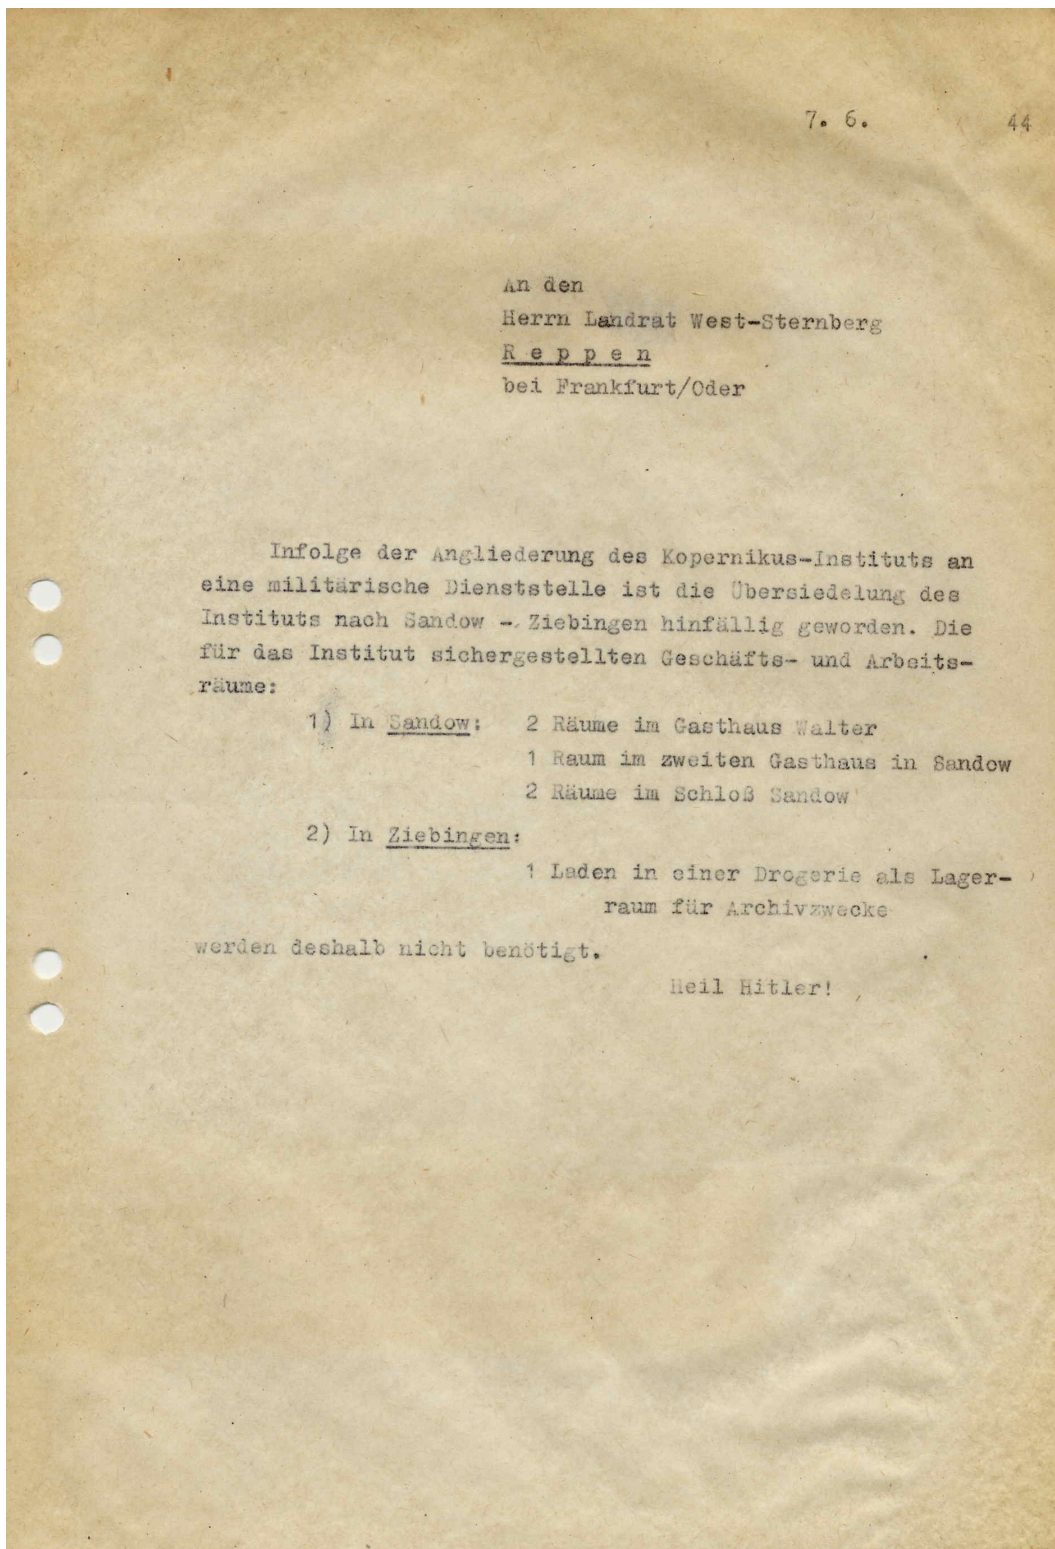 7. 6. 44
An den
Herrn Landrat West-Sternberg
R e p p e n
bei Frankfurt/Oder
Infolge der Angliederung des Kopernikus-Instituts an
eine militärische Dienststelle ist die Übersiedelung des
Instituts nach Sandow - Ziebingen hinfällig geworden. Die
für das Institut sichergestellten Geschäfts- und Arbeits-
räume:
1) In Sandow: 2 Räume im Gasthaus Walter
1 Raum im zweiten Gasthaus in Sandow
2 Räume im Schloß Sandow
2) In Ziebingen:
1 Laden in einer Drogerie als Lager-
raum für Archivzwecke
werden deshalb nicht benötigt.
Heil Hitler!